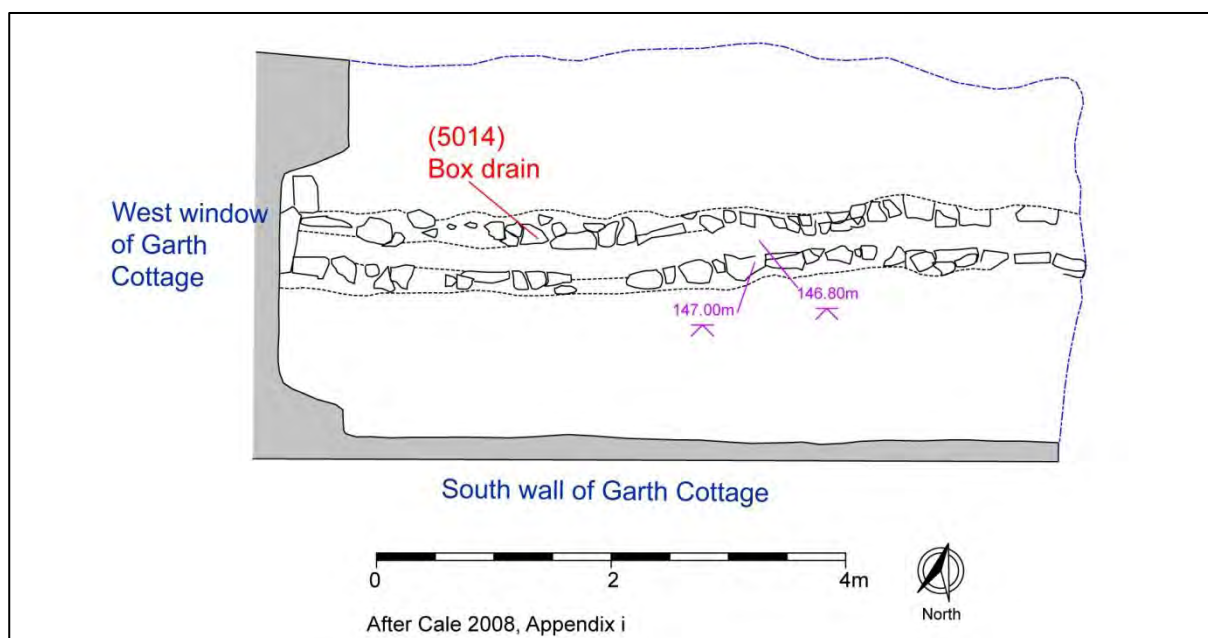 (5014)
Box drain
West window
of Garth
Cottage
147.00m
146.80m
South wall of Garth Cottage
0
2
4m
North
After Cale 2008, Appendix i